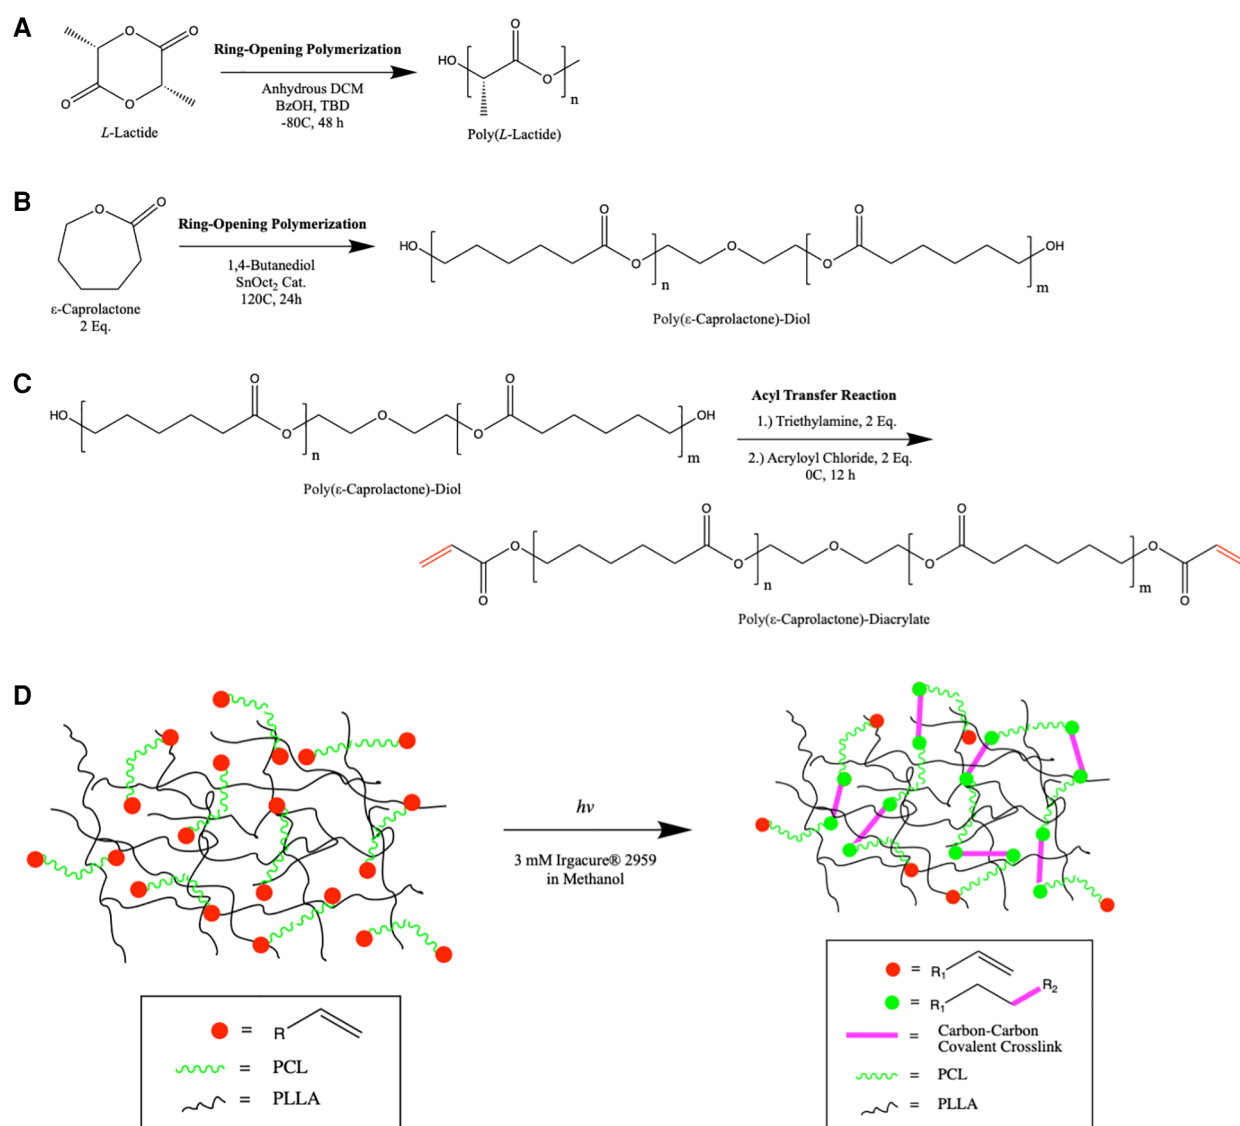 A
O
O
O
O
L-Lactide
Ring-Opening Polymerization
Anhydrous DCM
BzOH, TBD
-80C, 48 h
HO
O
O
n
Poly(L-Lactide)
B
O
O
ε-Caprolactone
2 Eq.
Ring-Opening Polymerization
1,4-Butanediol
SnOct₂ Cat.
120C, 24h
HO
O
O
n
O
O
O
OH
m
Poly(ε-Caprolactone)-Diol
C
HO
O
O
n
O
O
O
OH
m
Poly(ε-Caprolactone)-Diol
Acyl Transfer Reaction
1.) Triethylamine, 2 Eq.
2.) Acryloyl Chloride, 2 Eq.
0C, 12 h
O
O
O
O
n
O
O
O
m
O
O
Poly(ε-Caprolactone)-Diacrylate
D
hν
3 mM Irgacure® 2959
in Methanol
= R
= PCL
= PLLA
= R₁
= R₁ R₂
= Carbon-Carbon
Covalent Crosslink
= PCL
= PLLA